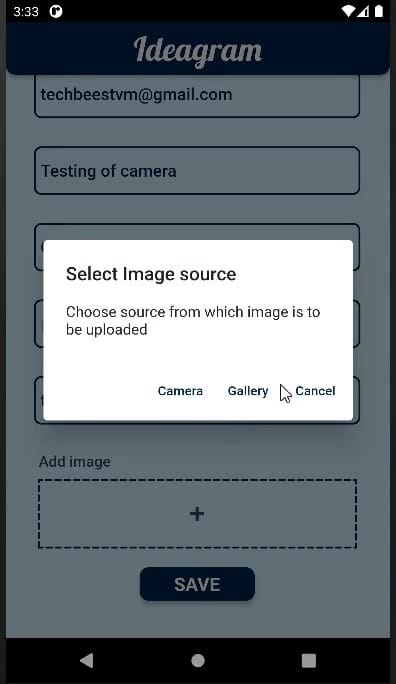 3:33
Ideagram
techbeestvm@gmail.com
Testing of camera
Select Image source
Choose source from which image is to
be uploaded
Camera Gallery Cancel
Add image
+
SAVE